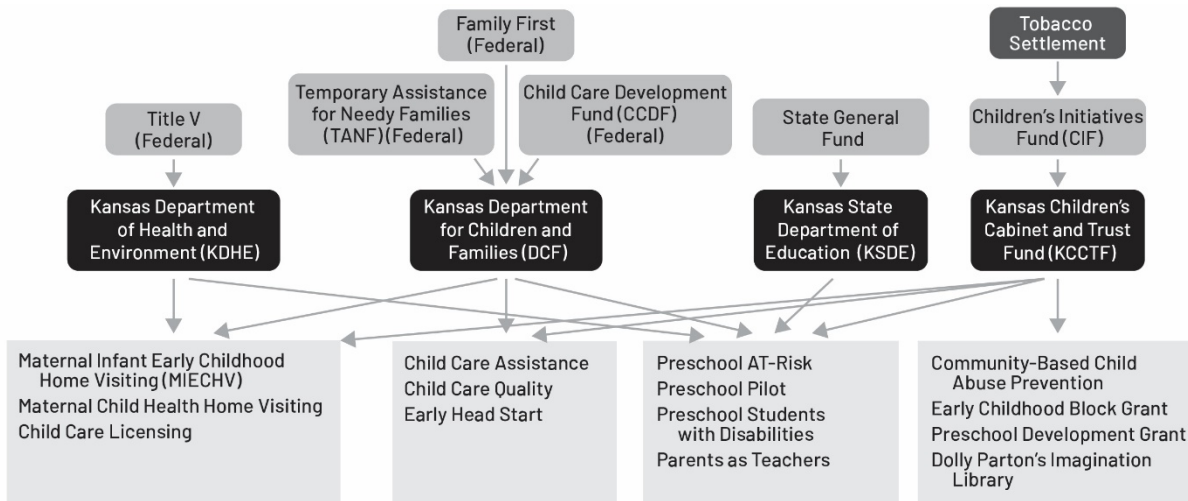 Family First
(Federal)
Tobacco
Settlement
Temporary Assistance
for Needy Families
(TANF) (Federal)
Child Care Development
Fund (CCDF)
(Federal)
Title V
(Federal)
State General
Fund
Children's Initiatives
Fund (CIF)
Kansas Department
of Health and
Environment (KDHE)
Kansas Department
for Children and
Families (DCF)
Kansas State
Department of
Education (KSDE)
Kansas Children's
Cabinet and Trust
Fund (KCCTF)
Maternal Infant Early Childhood
Home Visiting (MIECHV)
Maternal Child Health Home Visiting
Child Care Licensing
Child Care Assistance
Child Care Quality
Early Head Start
Preschool AT-Risk
Preschool Pilot
Preschool Students
with Disabilities
Parents as Teachers
Community-Based Child
Abuse Prevention
Early Childhood Block Grant
Preschool Development Grant
Dolly Parton's Imagination
Library